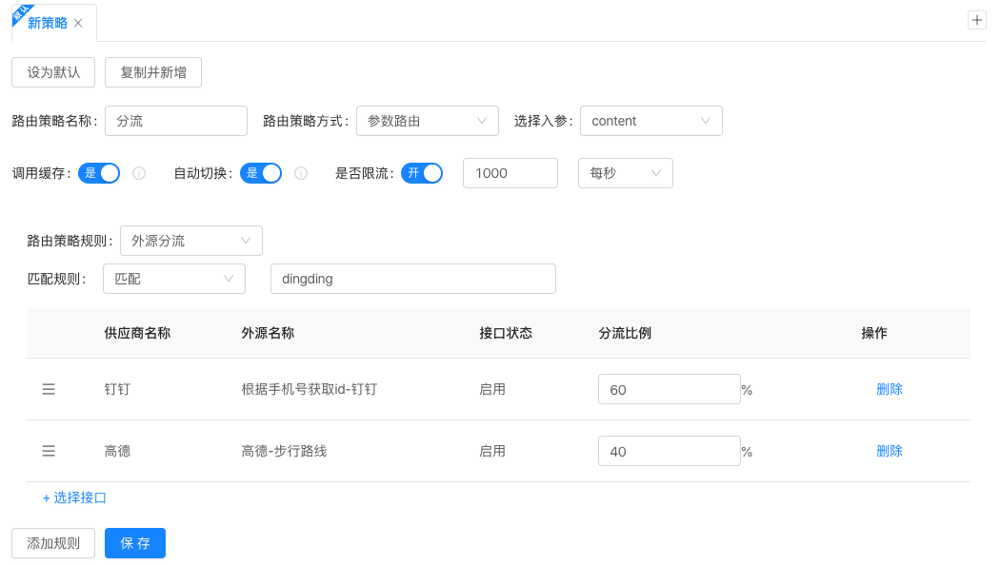 默认
新策略
设为默认 复制并新增
路由策略名称: 分流 路由策略方式: 参数路由 选择入参: content
调用缓存: 是 自动切换: 是 是否限流: 开 1000 每秒
路由策略规则: 外源分流
匹配规则: 匹配 dingding
供应商名称 外源名称 接口状态 分流比例 操作
钉钉 根据手机号获取id-钉钉 启用 60 % 删除
高德 高德-步行路线 启用 40 % 删除
+ 选择接口
添加规则 保 存